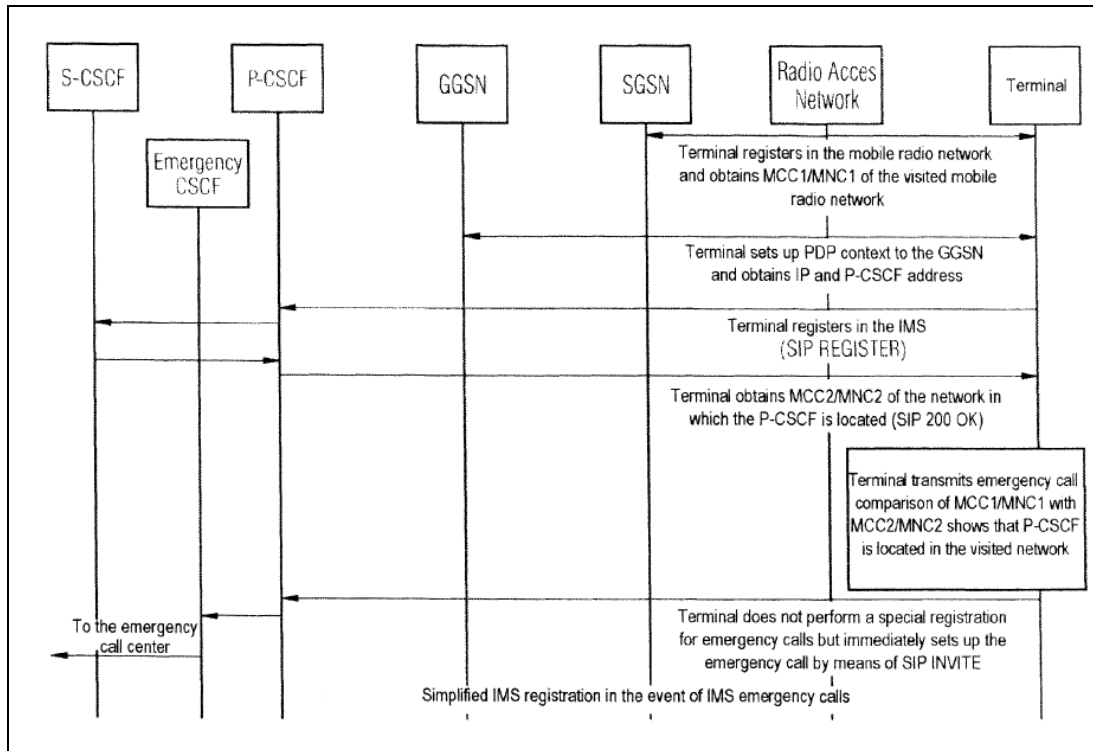 S-CSCF
P-CSCF
GGSN
SGSN
Radio Acces
Network
Terminal
Emergency
CSCF
Terminal registers in the mobile radio network
and obtains MCC1/MNC1 of the visited mobile
radio network
Terminal sets up PDP context to the GGSN
and obtains IP and P-CSCF address
Terminal registers in the IMS
(SIP REGISTER)
Terminal obtains MCC2/MNC2 of the network in
which the P-CSCF is located (SIP 200 OK)
Terminal transmits emergency call
comparison of MCC1/MNC1 with
MCC2/MNC2 shows that P-CSCF
is located in the visited network
Terminal does not perform a special registration
for emergency calls but immediately sets up the
emergency call by means of SIP INVITE
To the emergency
call center
Simplified IMS registration in the event of IMS emergency calls